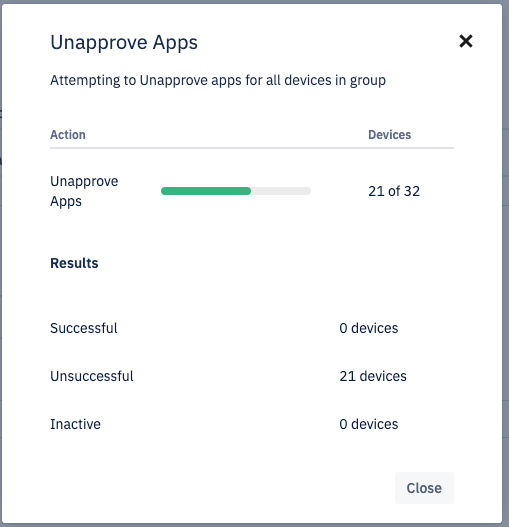 Unapprove Apps
Attempting to Unapprove apps for all devices in group
Action Devices
Unapprove
Apps
21 of 32
Results
Successful 0 devices
Unsuccessful 21 devices
Inactive 0 devices
Close